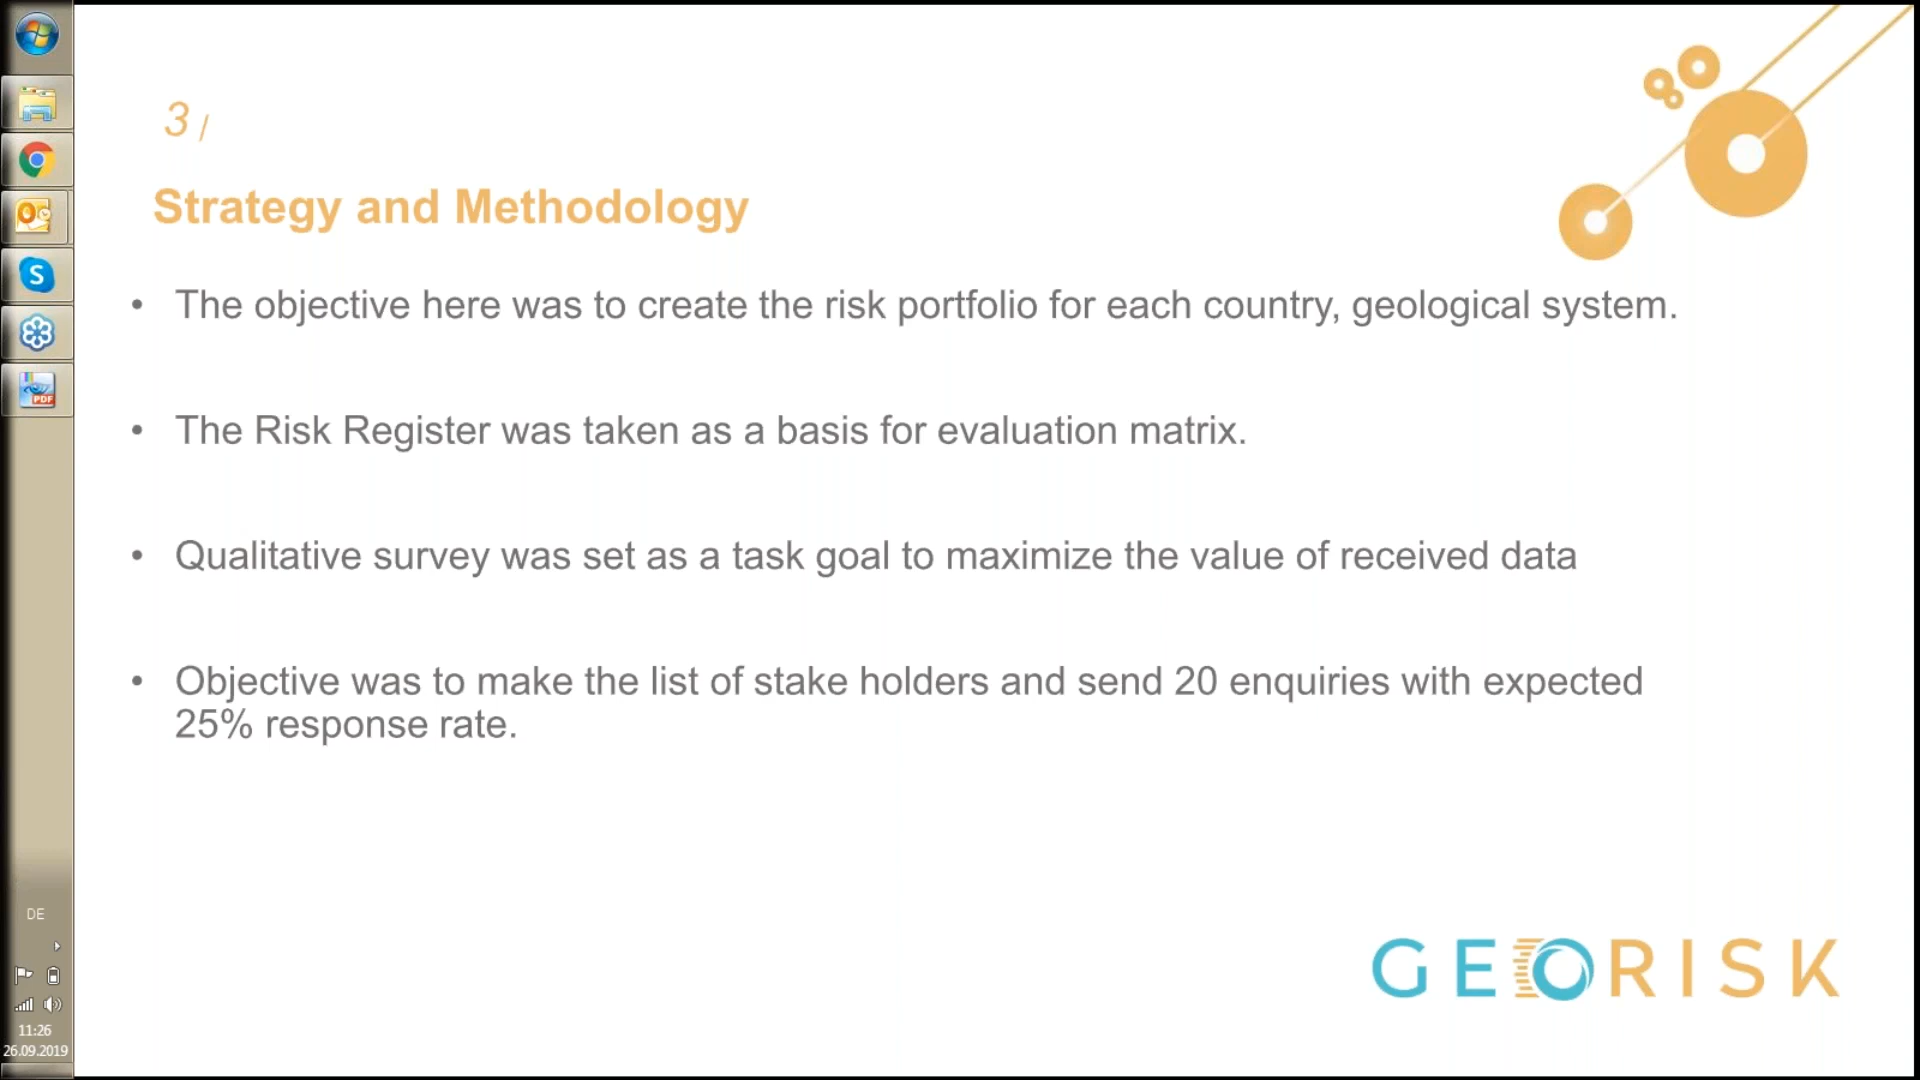 3 /
Strategy and Methodology
• The objective here was to create the risk portfolio for each country, geological system.
• The Risk Register was taken as a basis for evaluation matrix.
• Qualitative survey was set as a task goal to maximize the value of received data
• Objective was to make the list of stake holders and send 20 enquiries with expected
25% response rate.
GEORISK
S
PDF
DE
11:26
26.09.2019